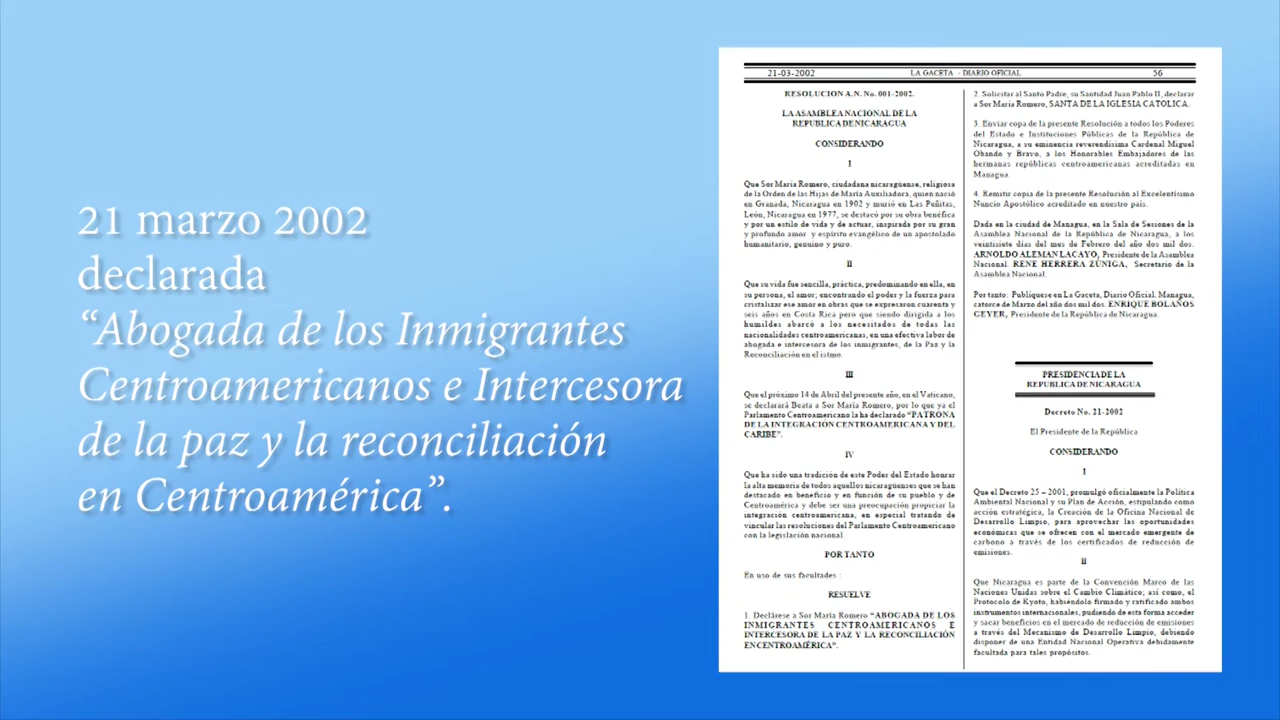 21 marzo 2002
declarada
“Abogada de los Inmigrantes
Centroamericanos e Intercesora
de la paz y la reconciliación
en Centroamérica”.
21-03-2002 LA GACETA - DIARIO OFICIAL 56
RESOLUCION A.N. No. 001-2002.
LA ASAMBLEA NACIONAL DE LA
REPUBLICA DE NICARAGUA
CONSIDERANDO
I
Que Sor María Romero, ciudadana nicaragüense, religiosa
de la Orden de las Hijas de María Auxiliadora, quien nació
en Granada, Nicaragua en 1902 y murió en Las Peñitas,
León, Nicaragua en 1977, se destacó por su obra benéfica
y por un estilo de vida y de actuar, inspirada por su gran
y profundo amor y espíritu evangélico de un apostolado
humanitario, genuino y puro.
II
Que su vida fue sencilla, práctica, predominando en ella, en
su persona, el amor; encontrando el poder y la fuerza para
cristalizar ese amor en obras que se expresaron cuarenta y
seis años en Costa Rica pero que siendo dirigida a los
humildes abarcó a los necesitados de todas las
nacionalidades centroamericanas, en una efectiva labor de
abogada e intercesora de los inmigrantes, de la Paz y la
Reconciliación en el istmo.
III
Que el próximo 14 de Abril del presente año, en el Vaticano,
se declarará Beata a Sor María Romero, por lo que ya el
Parlamento Centroamericano la ha declarado “PATRONA
DE LA INTEGRACION CENTROAMERICANA Y DEL
CARIBE”.
IV
Que ha sido una tradición de este Poder del Estado honrar
la alta memoria de todos aquellos nicaragüenses que se han
destacado en beneficio y en función de su pueblo y de
Centroamérica y debe ser una preocupación propiciar la
integración centroamericana, en especial tratando de
vincular las resoluciones del Parlamento Centroamericano
con la legislación nacional.
POR TANTO
En uso de sus facultades :
RESUELVE
1. Declárese a Sor María Romero “ABOGADA DE LOS
INMIGRANTES CENTROAMERICANOS E
INTERCESORA DE LA PAZ Y LA RECONCILIACIÓN
EN CENTROAMÉRICA”.
2. Solicitar al Santo Padre, su Santidad Juan Pablo II, declarar
a Sor María Romero, SANTA DE LA IGLESIA CATOLICA.
3. Enviar copia de la presente Resolución a todos los Poderes
del Estado e Instituciones Públicas de la República de
Nicaragua, a su eminencia reverendísima Cardenal Miguel
Obando y Bravo, a los Honorables Embajadores de las
hermanas repúblicas centroamericanas acreditadas en
Managua.
4. Remitir copia de la presente Resolución al Excelentísimo
Nuncio Apostólico acreditado en nuestro país.
Dada en la ciudad de Managua, en la Sala de Sesiones de la
Asamblea Nacional de la República de Nicaragua, a los
veintisiete días del mes de Febrero del año dos mil dos.
ARNOLDO ALEMAN LACAYO, Presidente de la Asamblea
Nacional. RENE HERRERA ZÚNIGA, Secretario de la
Asamblea Nacional.
Por tanto: Publíquese en La Gaceta, Diario Oficial. Managua,
catorce de Marzo del año dos mil dos. ENRIQUE BOLAÑOS
GEYER, Presidente de la República de Nicaragua.
PRESIDENCIA DE LA
REPUBLICA DE NICARAGUA
Decreto No. 21-2002
El Presidente de la República
CONSIDERANDO
I
Que el Decreto 25 – 2001, promulgó oficialmente la Política
Ambiental Nacional y su Plan de Acción, estipulando como
acción estratégica, la Creación de la Oficina Nacional de
Desarrollo Limpio, para aprovechar las oportunidades
económicas que se ofrecen con el mercado emergente de
carbono a través de los certificados de reducción de
emisiones.
II
Que Nicaragua es parte de la Convención Marco de las
Naciones Unidas sobre el Cambio Climático; así como, el
Protocolo de Kyoto, habiéndolo firmado y ratificado ambos
instrumentos internacionales, pudiendo de esta forma acceder
y sacar beneficios en el mercado de reducción de emisiones
a través del Mecanismo de Desarrollo Limpio, debiendo
disponer de una Entidad Nacional Operativa debidamente
facultada para tales propósitos.